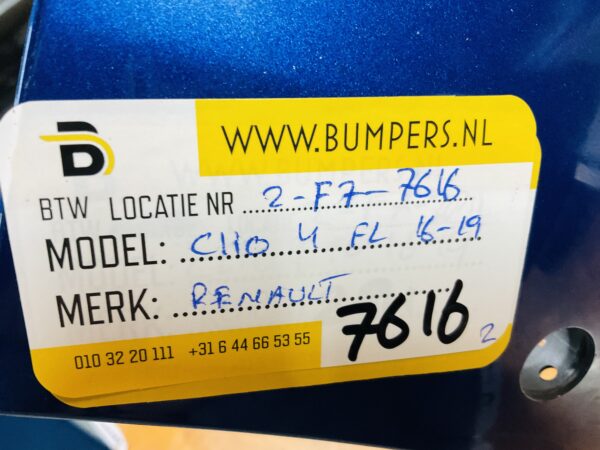 WWW.BUMPERS.NL
BTW LOCATIE NR 2-F7-7616
MODEL: Clio 4 FL 16-19
MERK: RENAULT
7616
010 32 20 111 +31 6 44 66 53 55
2